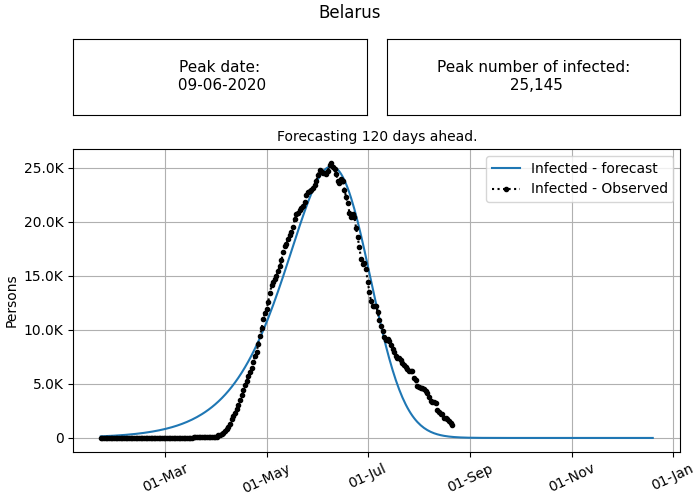 Belarus
Peak date:
09-06-2020
Peak number of infected:
25,145
Forecasting 120 days ahead.
25.0K
20.0K
15.0K
10.0K
5.0K
0
Persons
Infected - forecast
Infected - Observed
01-Mar
01-May
01-Jul
01-Sep
01-Nov
01-Jan